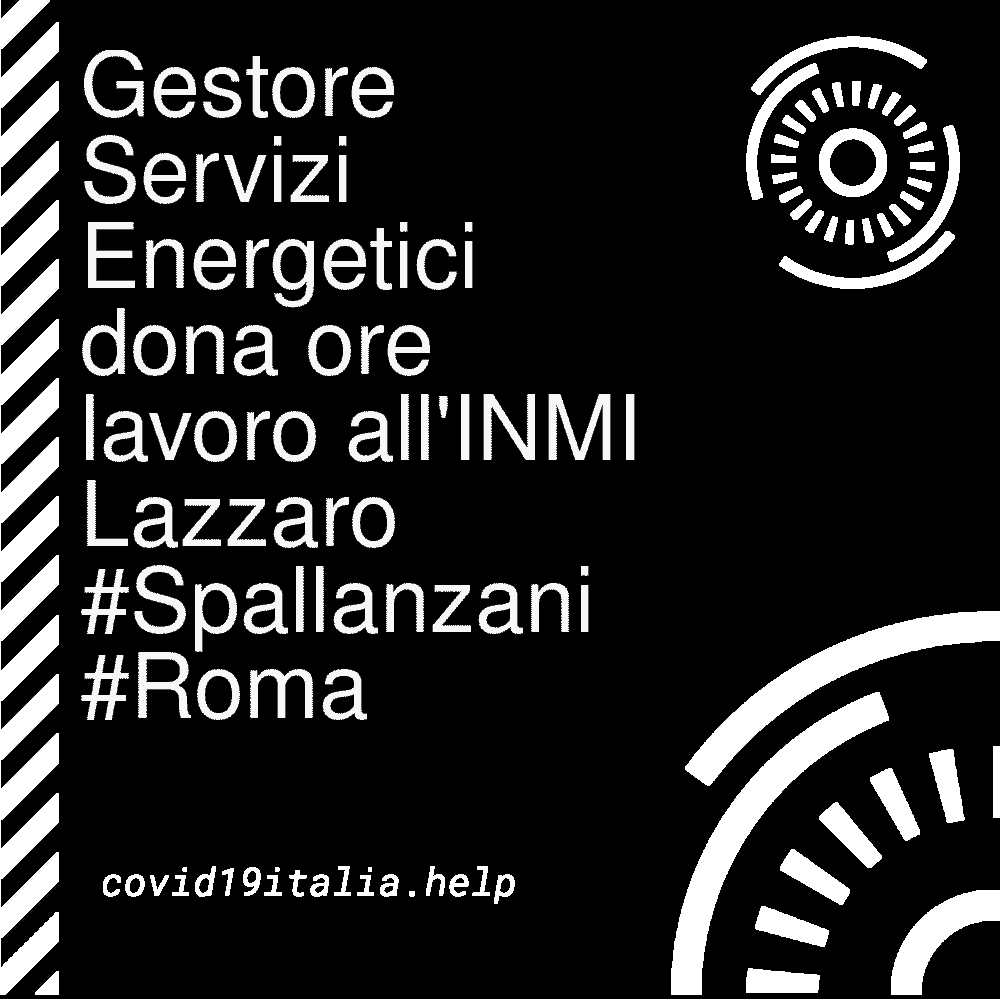 Gestore
Servizi
Energetici
dona ore
lavoro all'INMI
Lazzaro
#Spallanzani
#Roma
covid19italia.help